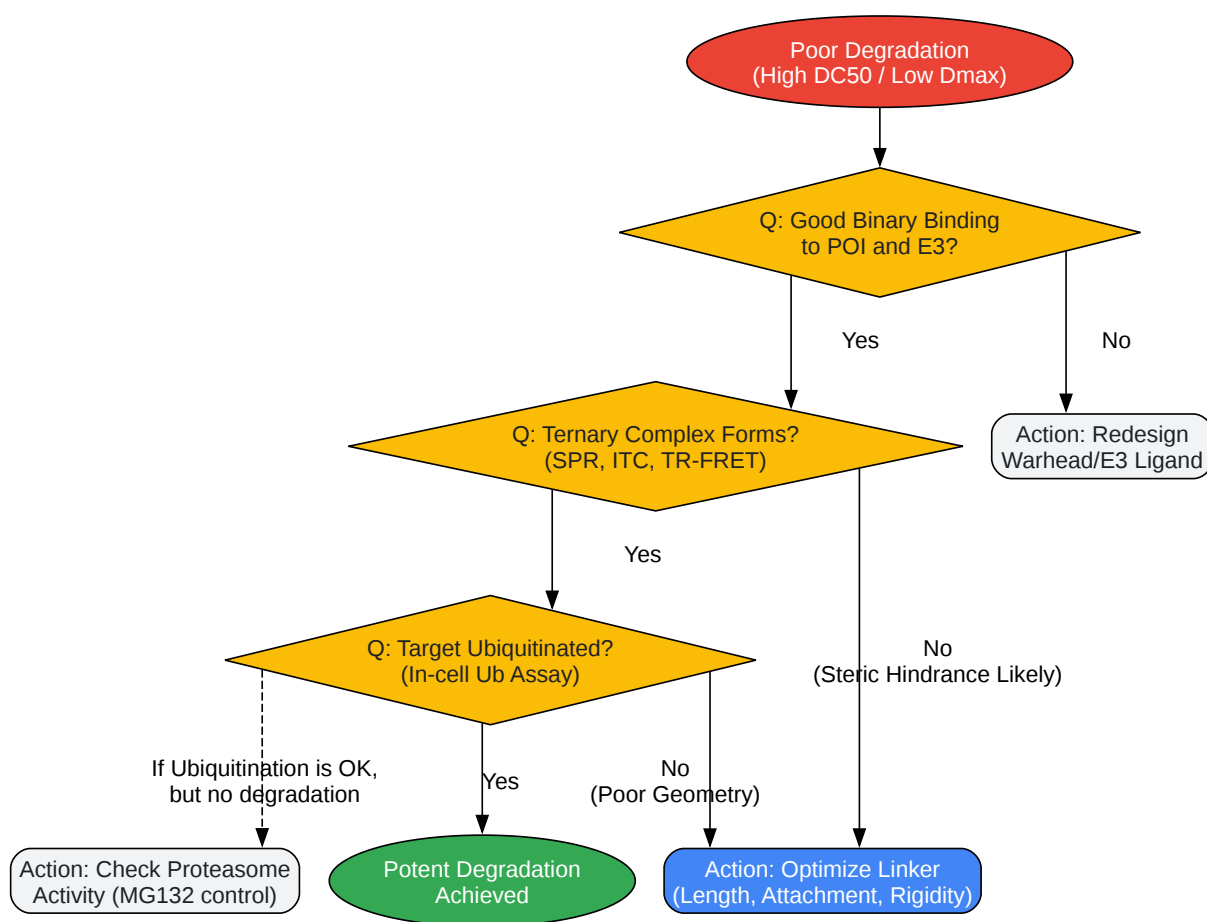 Poor Degradation
(High DC50 / Low Dmax)
Q: Good Binary Binding
to POI and E3?
Yes
No
Q: Ternary Complex Forms?
(SPR, ITC, TR-FRET)
Action: Redesign
Warhead/E3 Ligand
Yes
No
(Steric Hindrance Likely)
Q: Target Ubiquitinated?
(In-cell Ub Assay)
If Ubiquitination is OK,
but no degradation
Yes
No
(Poor Geometry)
Action: Check Proteasome
Activity (MG132 control)
Potent Degradation
Achieved
Action: Optimize Linker
(Length, Attachment, Rigidity)